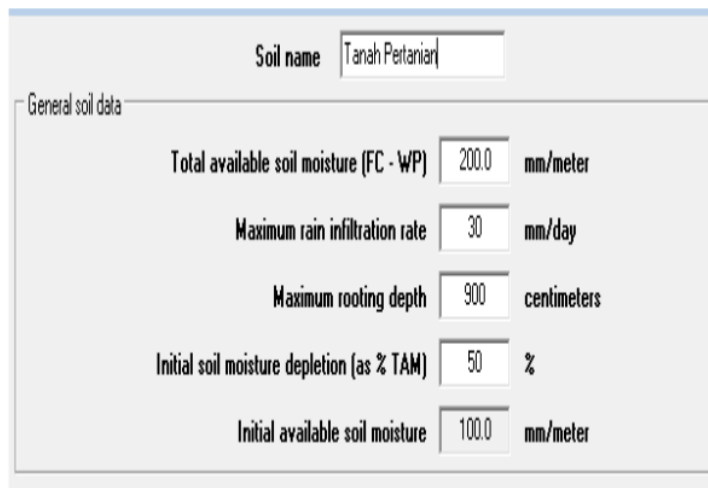 Soil name Tanah Pertanian
General soil data
Total available soil moisture (FC - WP) 200.0 mm/meter
Maximum rain infiltration rate 30 mm/day
Maximum rooting depth 900 centimeters
Initial soil moisture depletion (as % TAM) 50 %
Initial available soil moisture 100.0 mm/meter